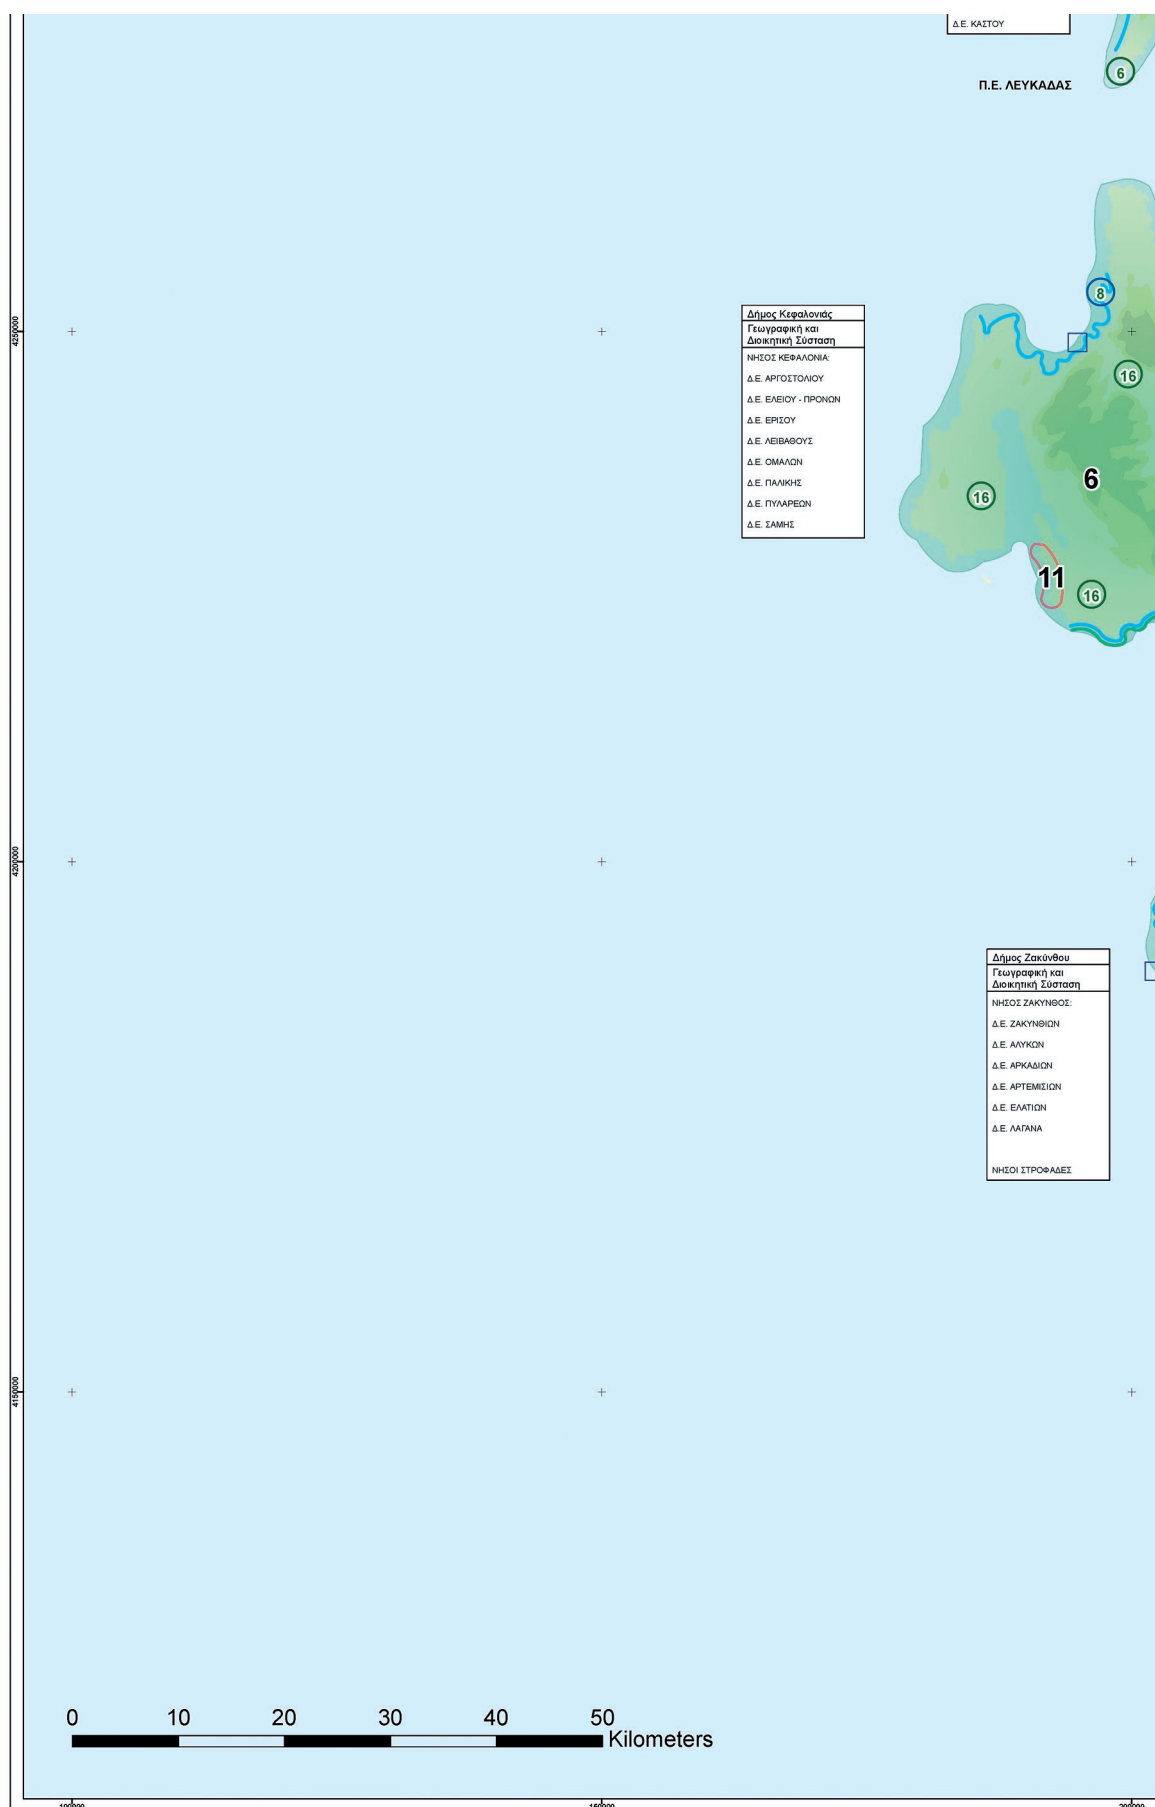 Δ.Ε. ΚΑΣΤΟΥ
6
Π.Ε. ΛΕΥΚΑΔΑΣ
8
4250000
Δήμος Κεφαλονιάς
Γεωγραφική και
Διοικητική Σύσταση
ΝΗΣΟΣ ΚΕΦΑΛΟΝΙΑ:
Δ.Ε. ΑΡΓΟΣΤΟΛΙΟΥ
Δ.Ε. ΕΛΕΙΟΥ - ΠΡΟΝΩΝ
Δ.Ε. ΕΡΙΣΟΥ
Δ.Ε. ΛΕΙΒΑΘΟΥΣ
Δ.Ε. ΟΜΑΛΩΝ
Δ.Ε. ΠΑΛΙΚΗΣ
Δ.Ε. ΠΥΛΑΡΕΩΝ
Δ.Ε. ΣΑΜΗΣ
16
6
16
11
16
4200000
Δήμος Ζακύνθου
Γεωγραφική και
Διοικητική Σύσταση
ΝΗΣΟΣ ΖΑΚΥΝΘΟΣ:
Δ.Ε. ΖΑΚΥΝΘΙΩΝ
Δ.Ε. ΑΛΥΚΩΝ
Δ.Ε. ΑΡΚΑΔΙΩΝ
Δ.Ε. ΑΡΤΕΜΙΣΙΩΝ
Δ.Ε. ΕΛΑΤΙΩΝ
Δ.Ε. ΛΑΓΑΝΑ
ΝΗΣΟΙ ΣΤΡΟΦΑΔΕΣ
4150000
0 10 20 30 40 50
Kilometers
100000 150000 200000